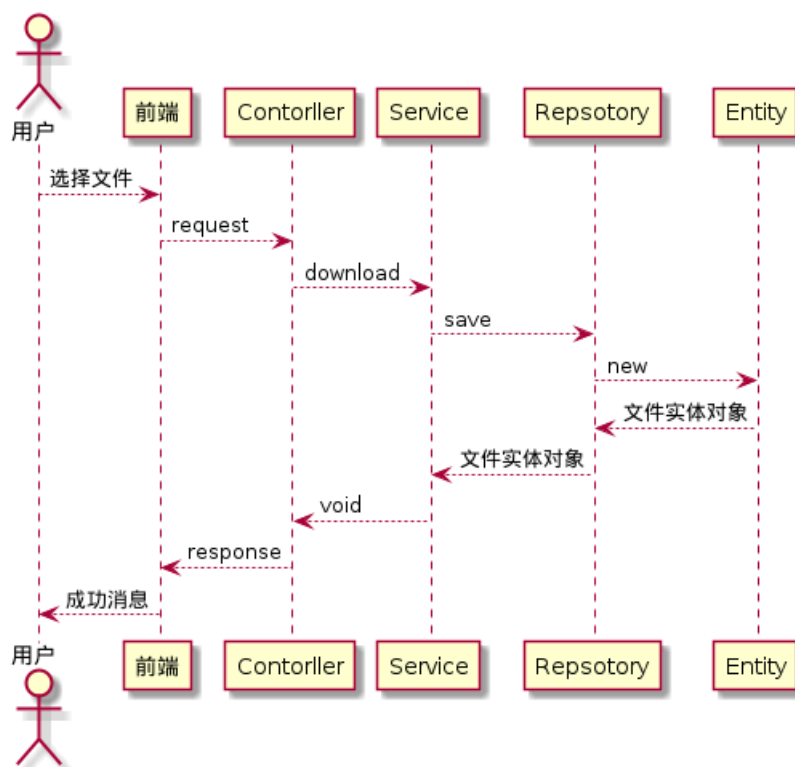 用户
前端
Contorller
Service
Repsotory
Entity
选择文件
request
download
save
new
文件实体对象
文件实体对象
void
response
成功消息
用户
前端
Contorller
Service
Repsotory
Entity